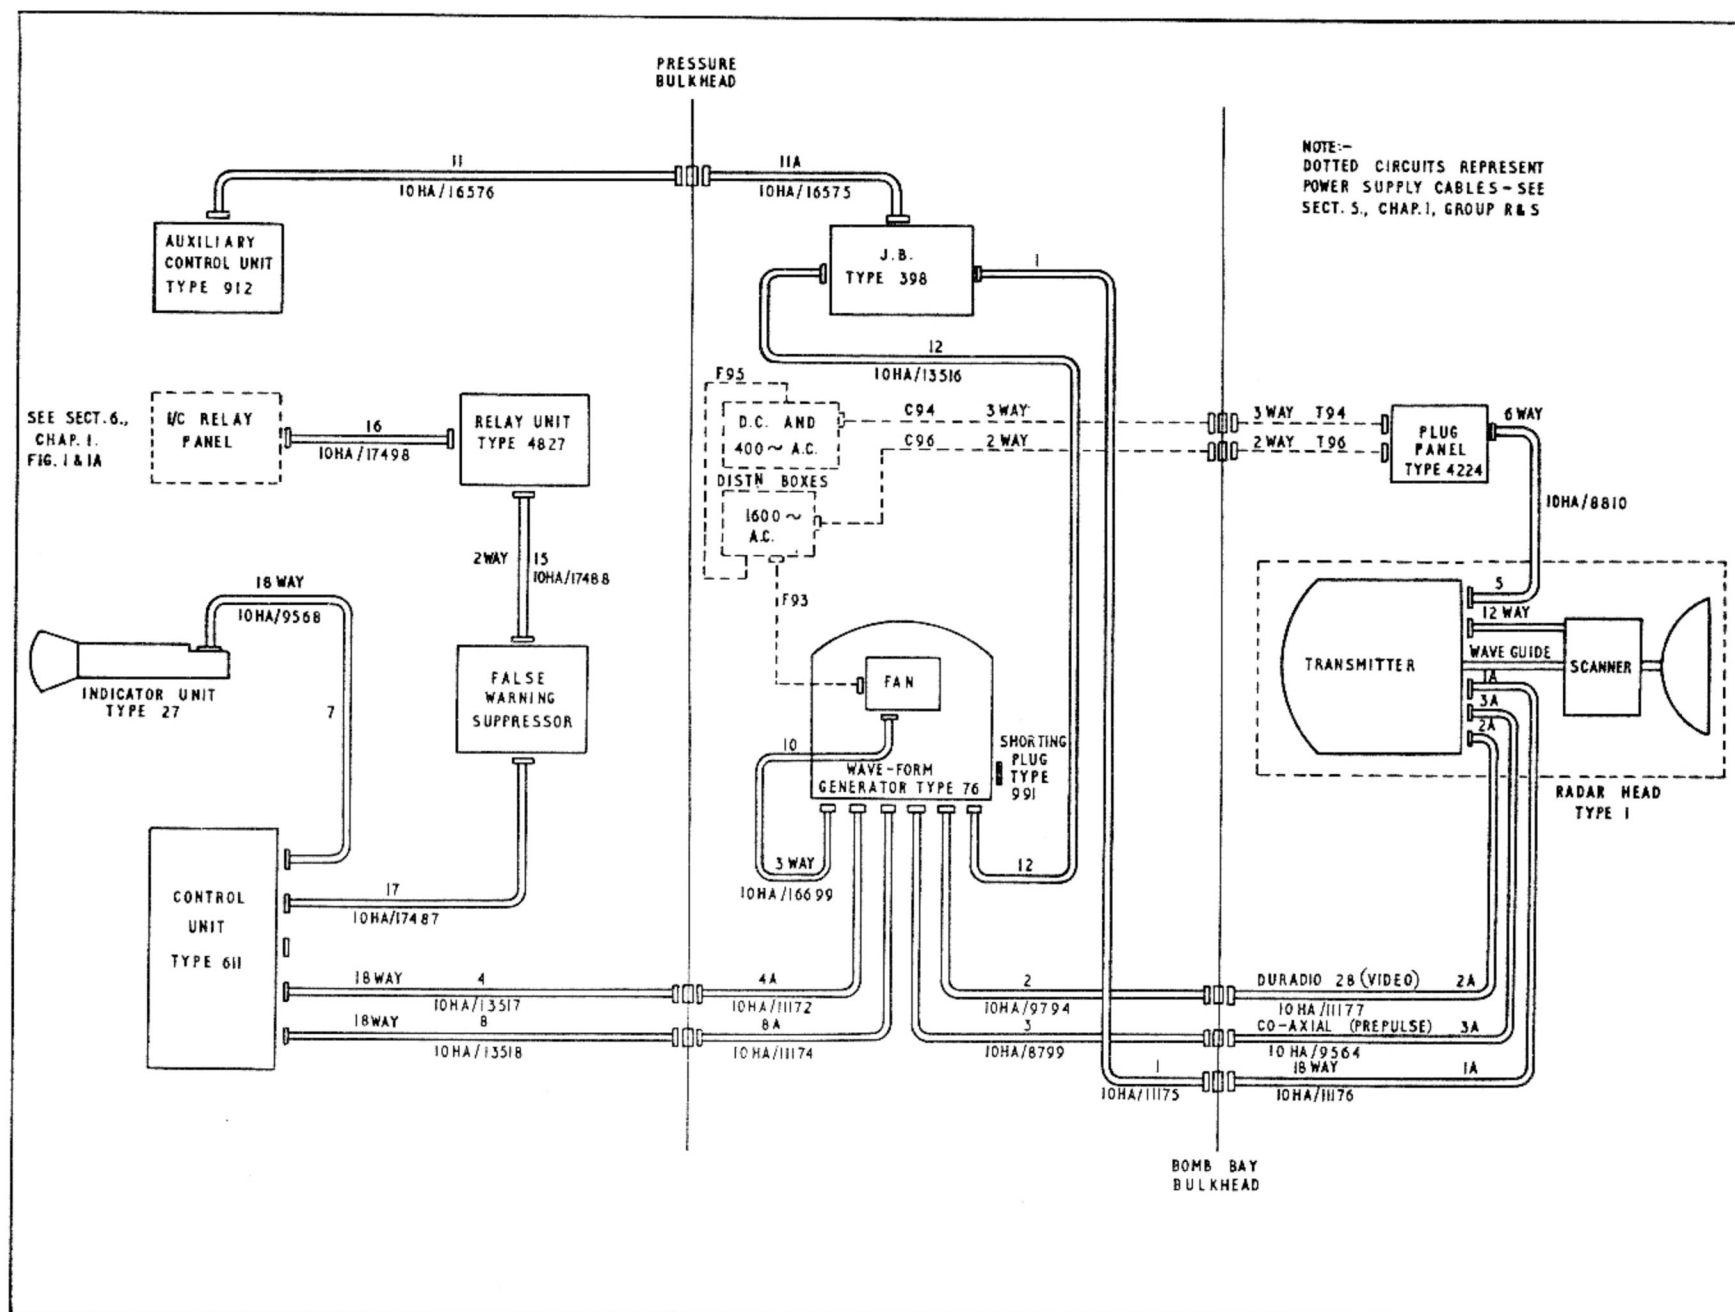 PRESSURE
BULKHEAD
NOTE:-
DOTTED CIRCUITS REPRESENT
POWER SUPPLY CABLES - SEE
SECT. 5., CHAP. 1, GROUP R & S
11
10HA/16576
11A
10HA/16575
AUXILIARY
CONTROL UNIT
TYPE 912
J.B.
TYPE 398
1
12
10HA/13516
SEE SECT. 6.,
CHAP. 1.
FIG. 1 & 1A
I/C RELAY
PANEL
16
10HA/17498
RELAY UNIT
TYPE 4827
F95
D.C. AND
400 ~ A.C.
DISTN BOXES
1600 ~
A.C.
C94 3 WAY
C96 2 WAY
3 WAY T94
2 WAY T96
PLUG
PANEL
TYPE 4224
6 WAY
10HA/8810
2 WAY 15
10HA/17488
F93
18 WAY
10HA/9568
INDICATOR UNIT
TYPE 27
7
FALSE
WARNING
SUPPRESSOR
FAN
10
WAVE-FORM
GENERATOR TYPE 76
SHORTING
PLUG
TYPE
991
TRANSMITTER
5
12 WAY
WAVE GUIDE
SCANNER
1A
3A
2A
RADAR HEAD
TYPE 1
CONTROL
UNIT
TYPE 611
17
10HA/17487
3 WAY
10HA/16699
12
18 WAY 4
10HA/13517
4A
10HA/11172
2
10HA/9794
DURADIO 28 (VIDEO) 2A
10HA/11177
18 WAY 8
10HA/13518
8A
10HA/11174
3
10HA/8799
CO-AXIAL (PREPULSE) 3A
10HA/9564
1
10HA/11175
18 WAY 1A
10HA/11176
BOMB BAY
BULKHEAD